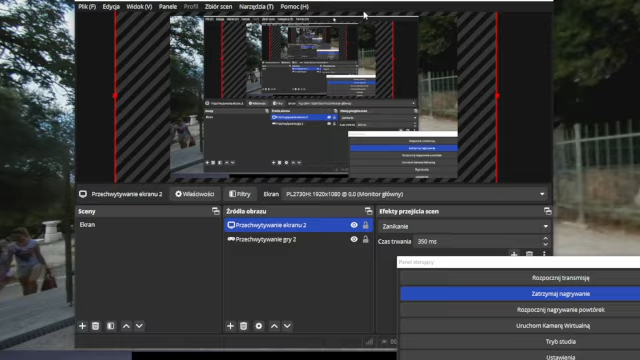 Plik (F) Edycja Widok (V) Panele Profil Zbiór scen Narzędzia (T) Pomoc (H)
Przechwytywanie ekranu 2 Właściwości Filtry Ekran PL2730H: 1920x1080 @ 0.0 (Monitor główny)
Sceny
Ekran
Źródła obrazu
Przechwytywanie ekranu 2
Przechwytywanie gry 2
Efekty przejścia scen
Zanikanie
Czas trwania 350 ms
Panel sterujący
Rozpocznij transmisję
Zatrzymaj nagrywanie
Rozpocznij nagrywanie powtórek
Uruchom Kamerę Wirtualną
Tryb studia
Ustawienia